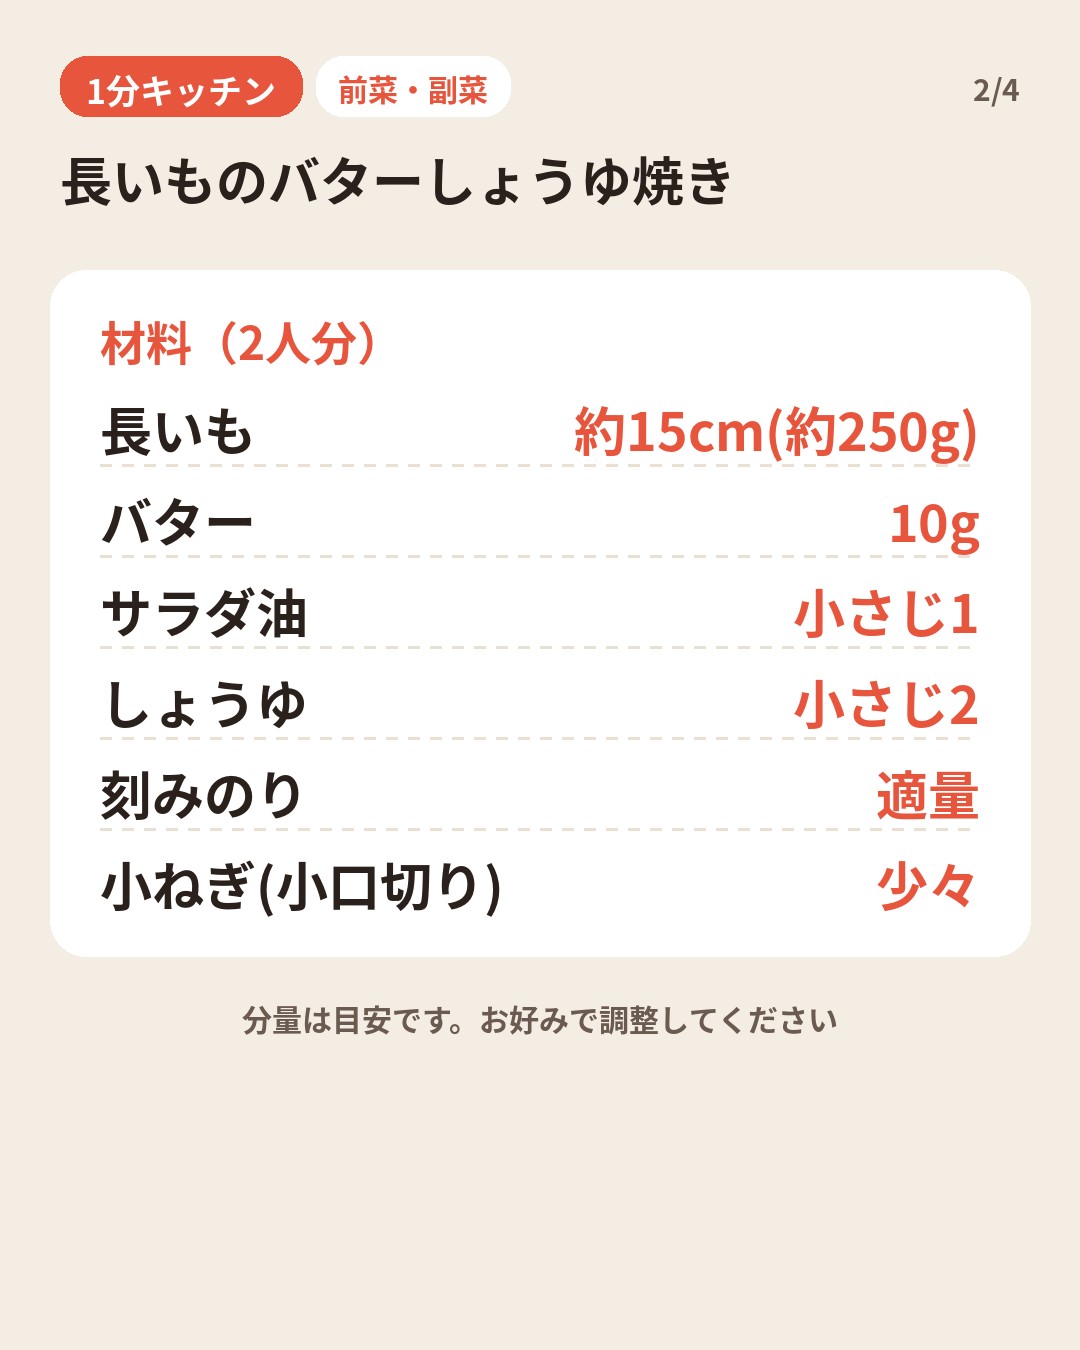 1分キッチン 前菜・副菜 2/4
長いものバターしょうゆ焼き
材料（2人分）
長いも 約15cm(約250g)
バター 10g
サラダ油 小さじ1
しょうゆ 小さじ2
刻みのり 適量
小ねぎ(小口切り) 少々
分量は目安です。お好みで調整してください